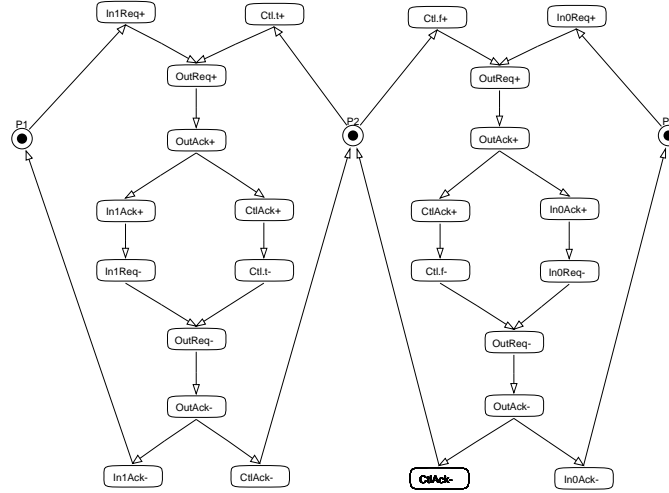 In1Req+ Ctl.t+ Ctl.f+ In0Req+
OutReq+ OutReq+
P1 P2 P
OutAck+ OutAck+
In1Ack+ CtlAck+ CtlAck+ In0Ack+
In1Req- Ctl.t- Ctl.f- In0Req-
OutReq- OutReq-
OutAck- OutAck-
In1Ack- CtlAck- CtlAck- In0Ack-